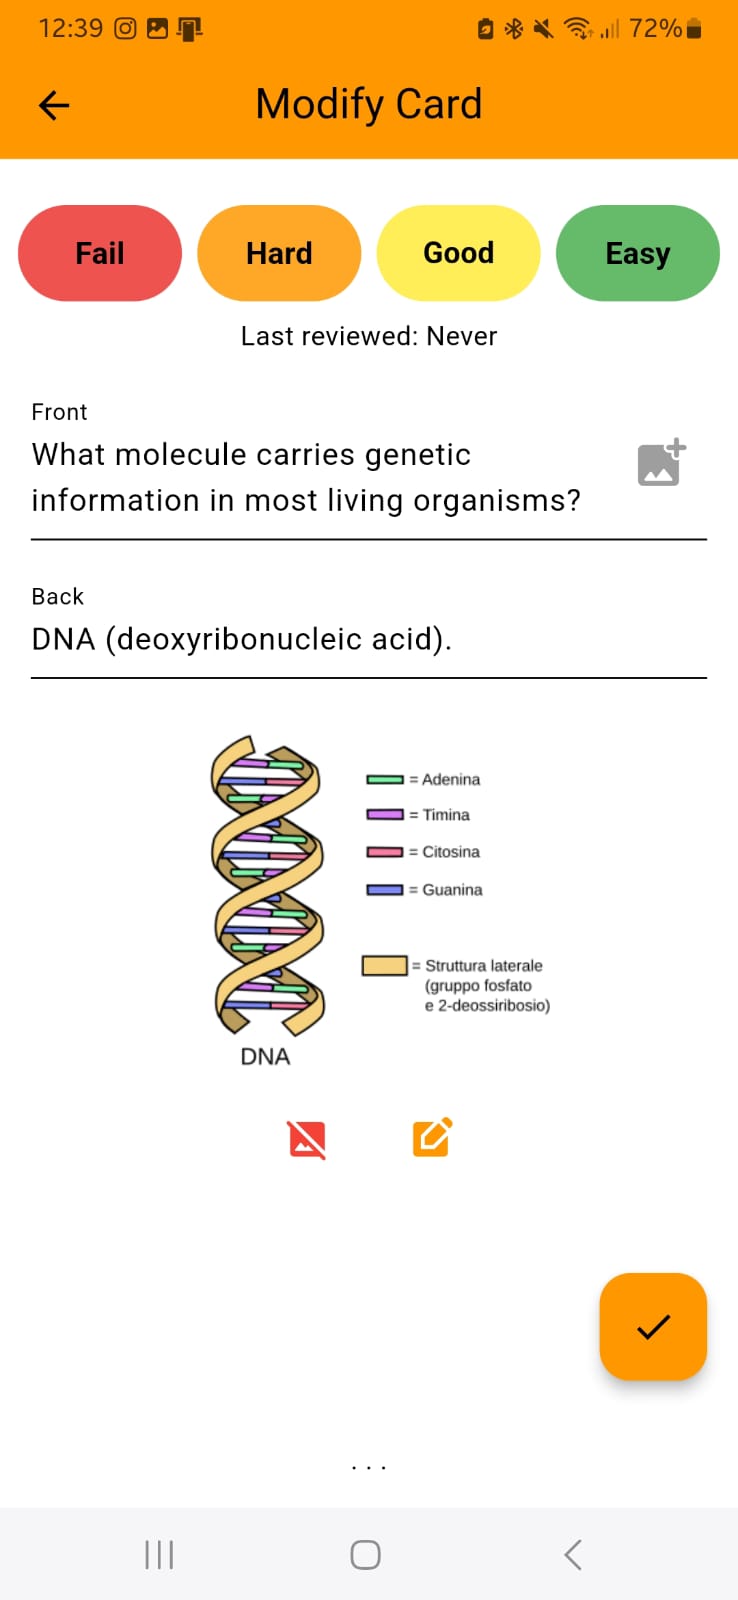 12:39
72%
Modify Card
Fail
Hard
Good
Easy
Last reviewed: Never
Front
What molecule carries genetic
information in most living organisms?
Back
DNA (deoxyribonucleic acid).
= Adenina
= Timina
= Citosina
= Guanina
= Struttura laterale
(gruppo fosfato
e 2-deossiribosio)
DNA
...